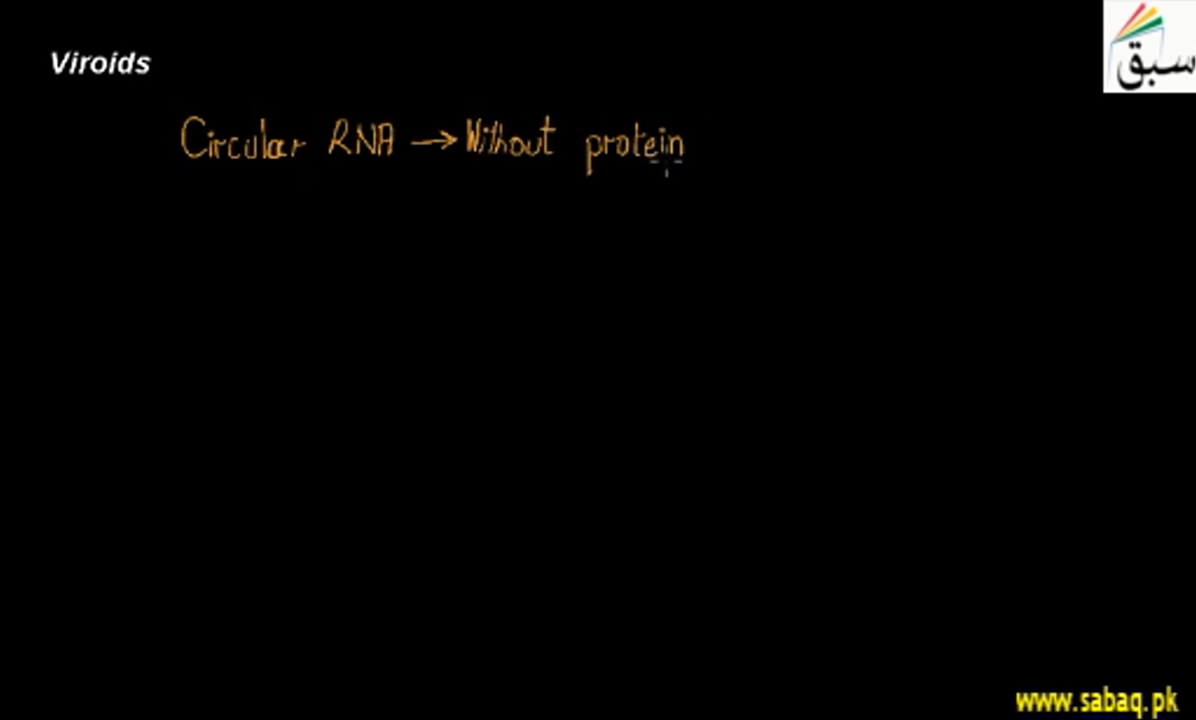 سبق
Viroids
Circular RNA → Without protein
www.sabaq.pk